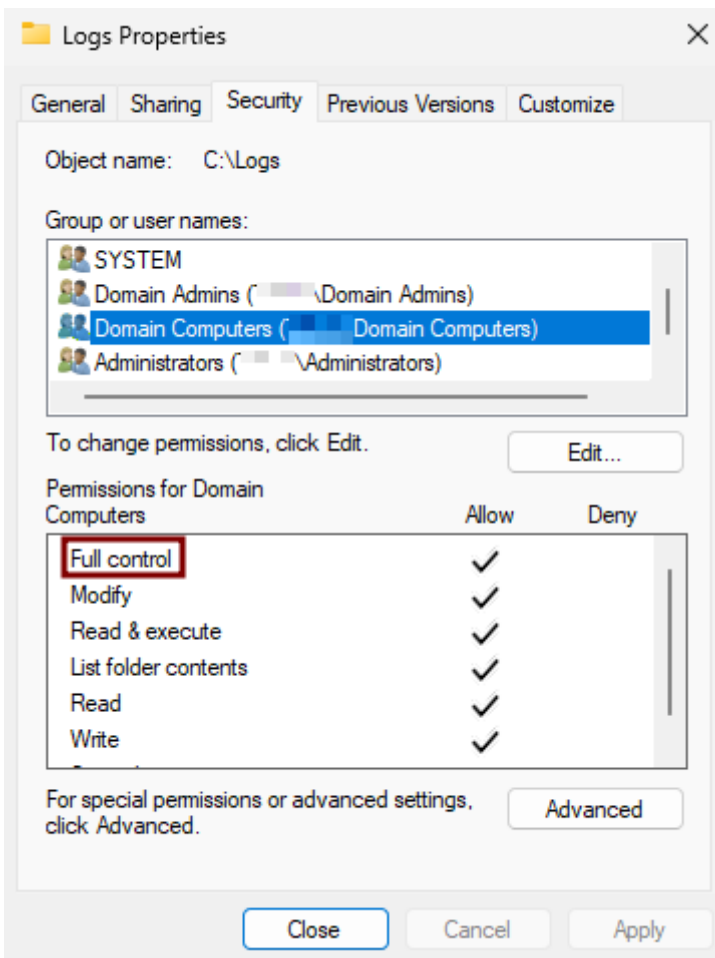 Logs Properties
General Sharing Security Previous Versions Customize
Object name: C:\Logs
Group or user names:
SYSTEM
Domain Admins ( \Domain Admins)
Domain Computers ( Domain Computers)
Administrators ( \Administrators)
To change permissions, click Edit.
Edit...
Permissions for Domain
Computers Allow Deny
Full control
Modify
Read & execute
List folder contents
Read
Write
For special permissions or advanced settings,
click Advanced.
Advanced
Close Cancel Apply